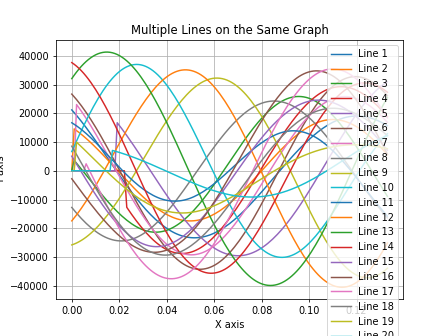 Multiple Lines on the Same Graph
40000
30000
20000
10000
0
−10000
−20000
−30000
−40000
0.00
0.02
0.04
0.06
0.08
0.10
X axis
Line 1
Line 2
Line 3
Line 4
Line 5
Line 6
Line 7
Line 8
Line 9
Line 10
Line 11
Line 12
Line 13
Line 14
Line 15
Line 16
Line 17
Line 18
Line 19
Line 20